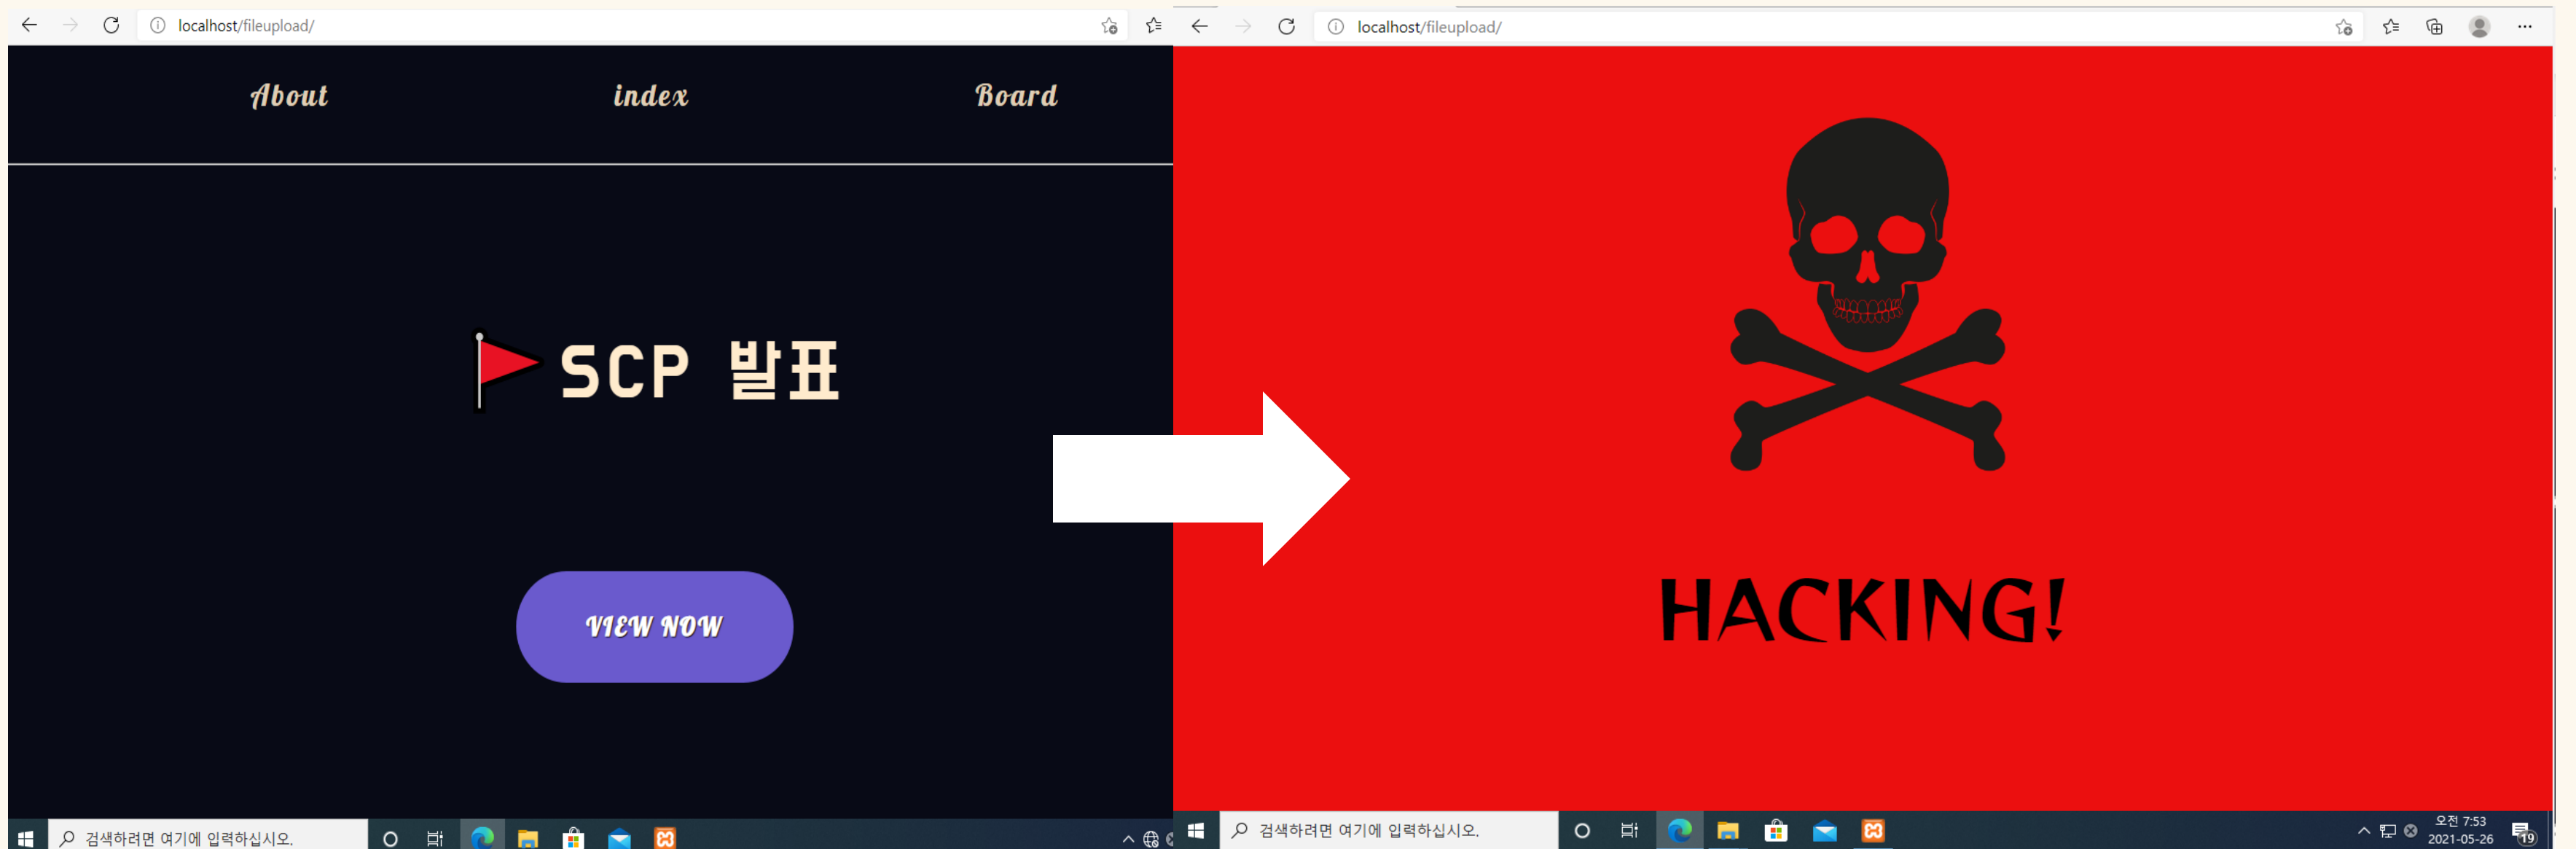 localhost/fileupload/
About index Board
SCP 발표
VIEW NOW
검색하려면 여기에 입력하십시오.
localhost/fileupload/
HACKING!
검색하려면 여기에 입력하십시오.
오전 7:53
2021-05-26
19